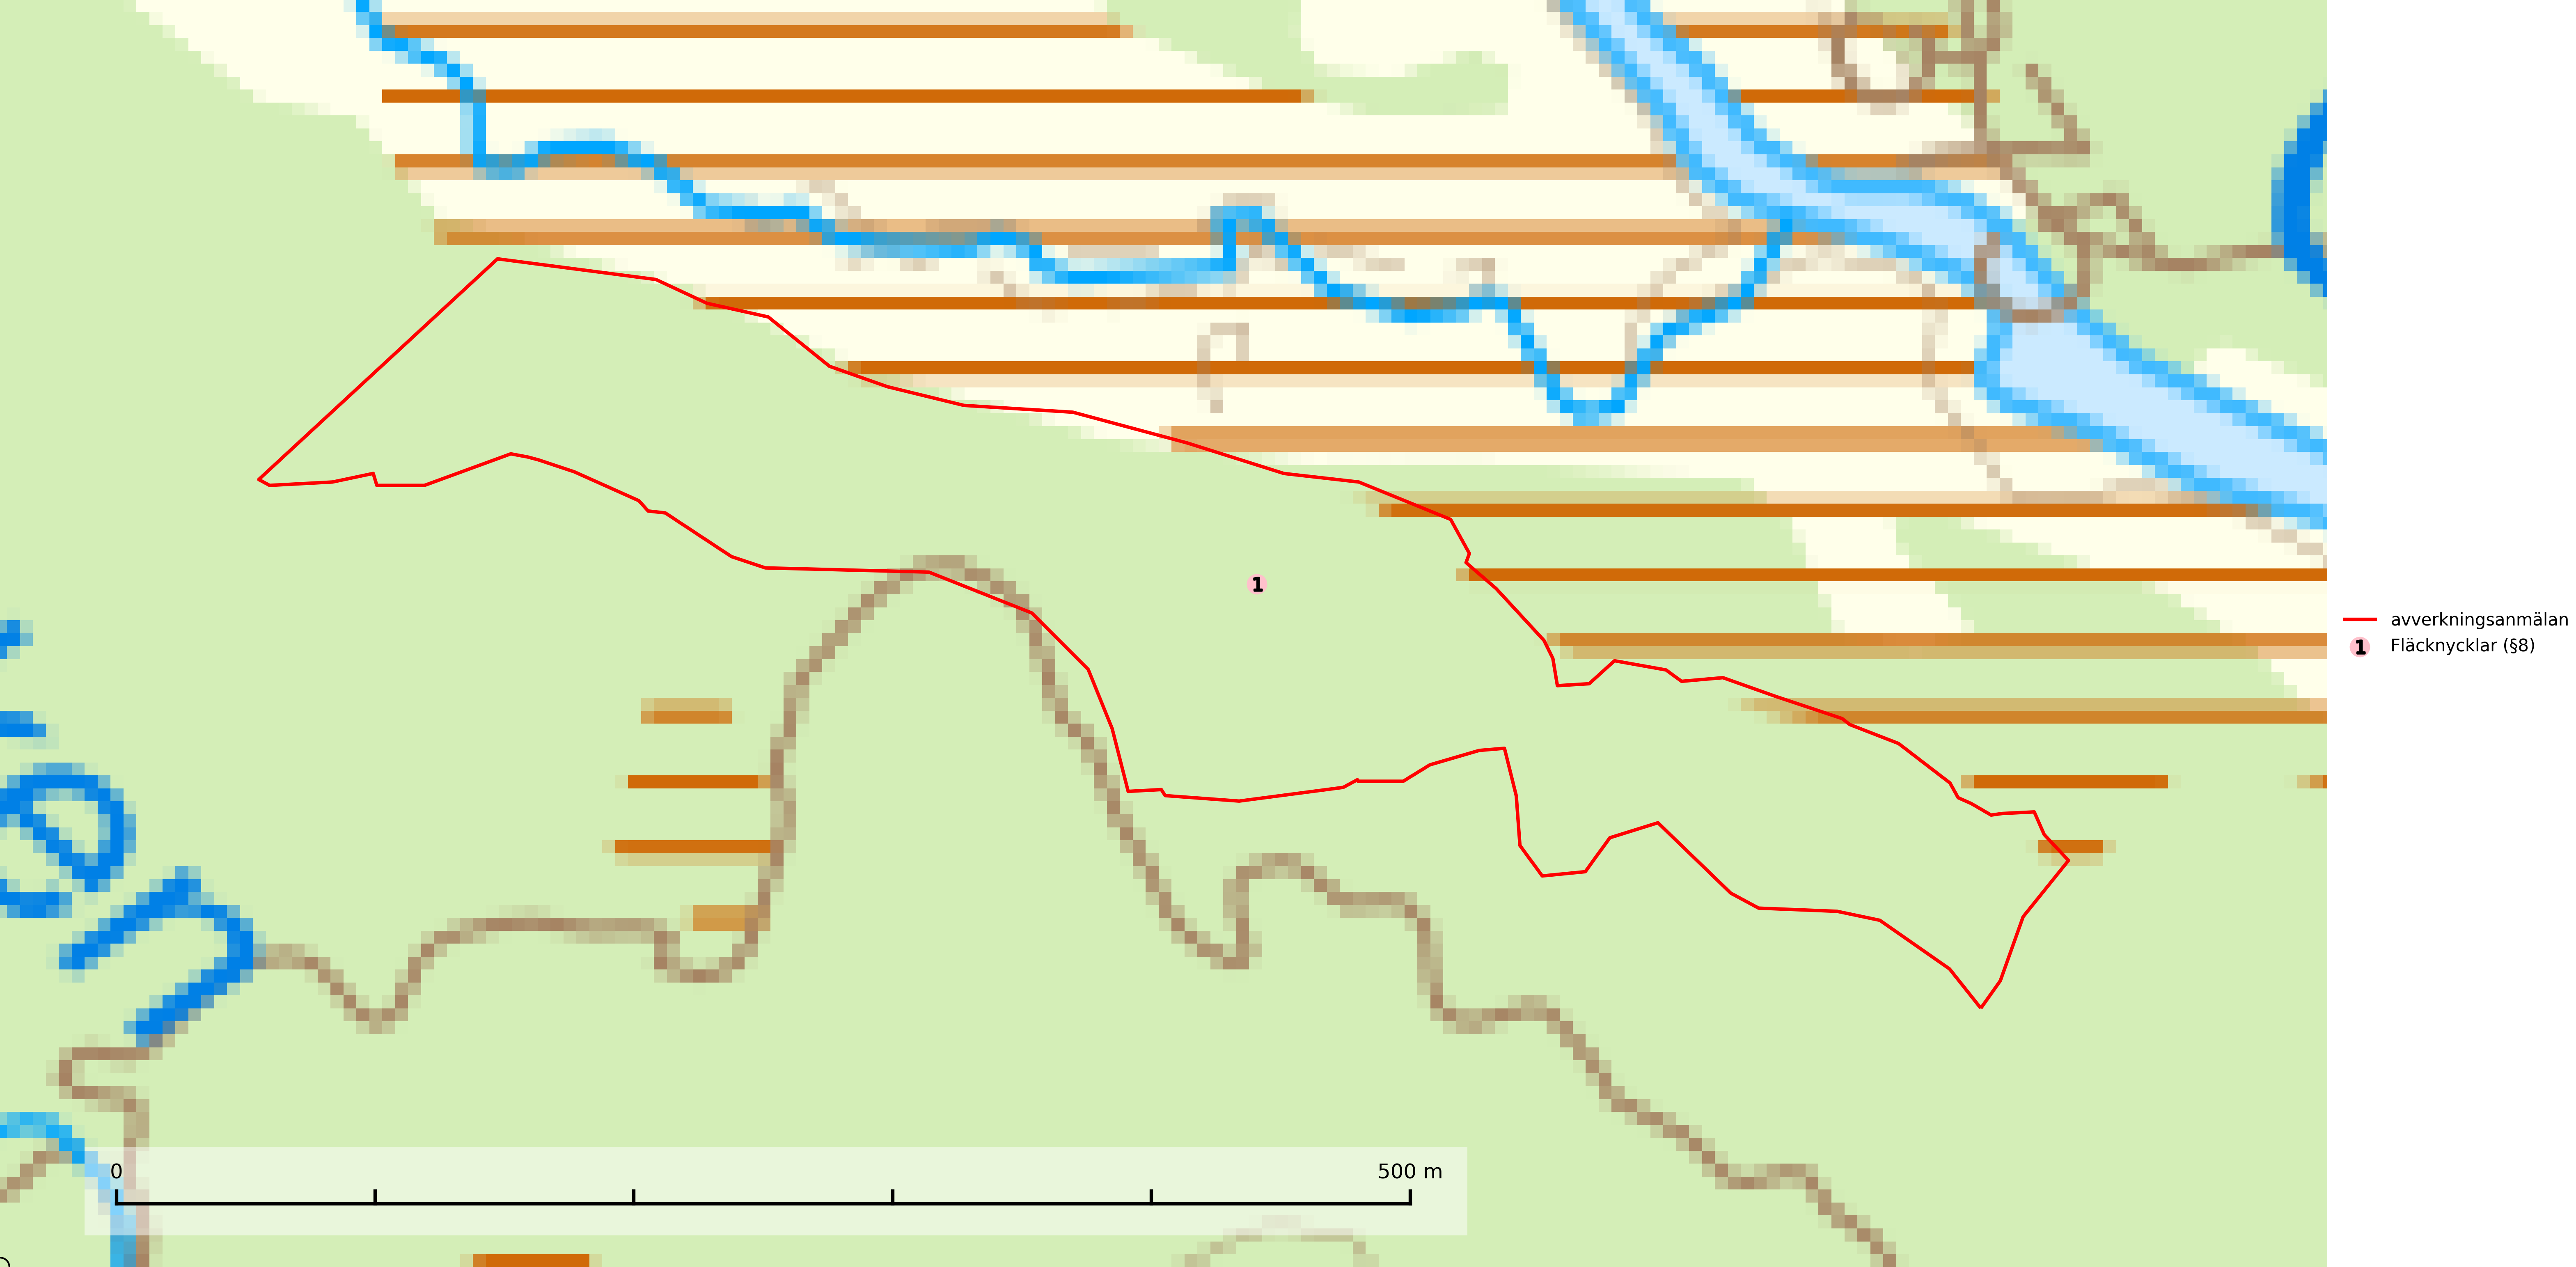 1
avverkningsanmälan
1 Fläcknycklar (§8)
0 500 m